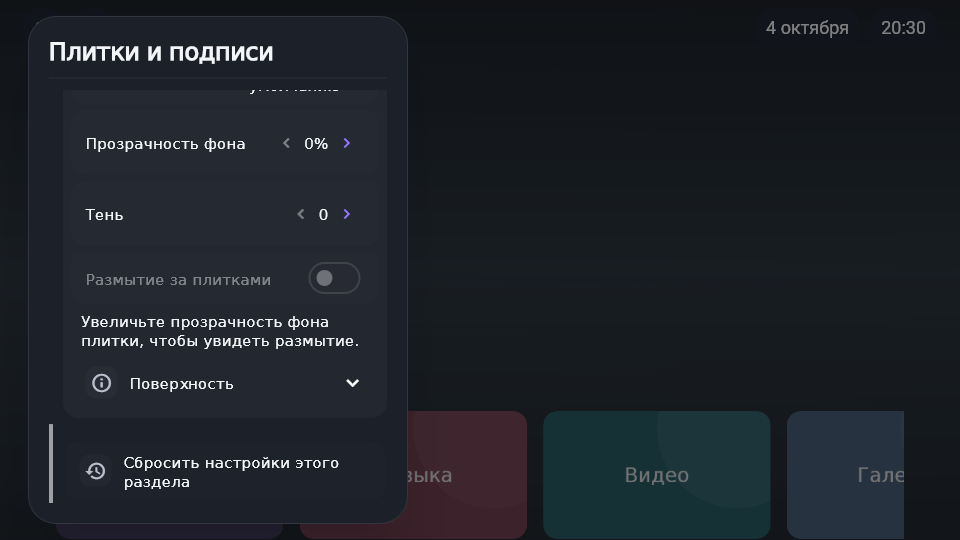 4 октября 20:30
Плитки и подписи
Прозрачность фона 0%
Тень 0
Размытие за плитками
Увеличьте прозрачность фона
плитки, чтобы увидеть размытие.
Поверхность
Сбросить настройки этого
раздела
Видео